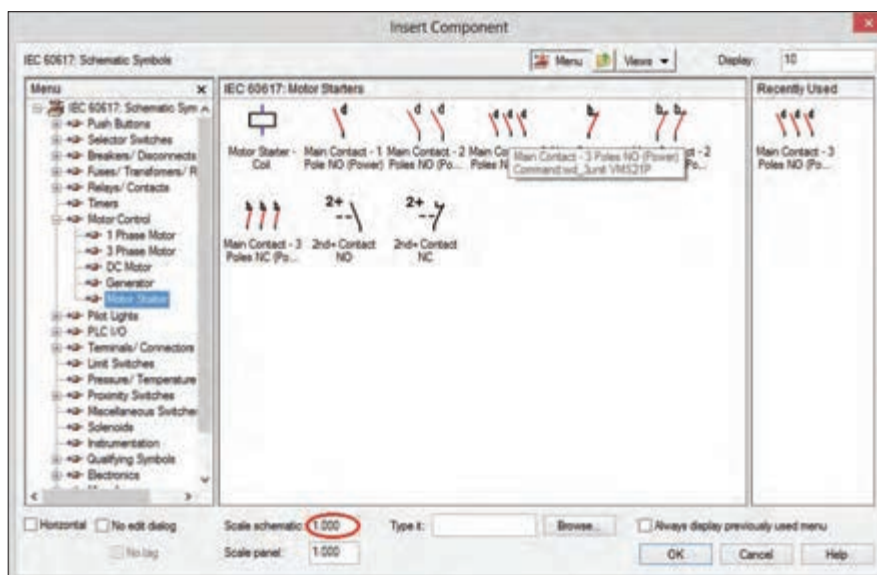 Insert Component
IEC 60617: Schematic Symbols
Menu
Views
Display:
10
Menu
x
IEC 60617: Schematic Sym
Push Buttons
Selector Switches
Breakers/ Disconnects
Fuses/ Transformers/ R
Relays/ Contacts
Timers
Motor Control
1 Phase Motor
3 Phase Motor
DC Motor
Generator
Motor Starter
Pilot Lights
PLC I/O
Terminals/ Connectors
Limit Switches
Pressure/ Temperature
Proximity Switches
Miscellaneous Switche
Solenoids
Instrumentation
Qualifying Symbols
Electronics
IEC 60617: Motor Starters
d
d d
d d d
b
b b
Motor Starter - Coil
Main Contact - 1 Pole NO (Power)
Main Contact - 2 Poles NO (Po...
Main Contact - 3 Poles NO (Power)
Command:wd_3unit VMS21P
2+
2+
Main Contact - 3 Poles NC (Po...
2nd+ Contact NO
2nd+ Contact NC
Recently Used
d d d
Main Contact - 3 Poles NO (Po...
Horizontal
No edit dialog
No tag
Scale schematic:
1.000
Scale panel:
1.000
Type it:
Browse...
Always display previously used menu
OK
Cancel
Help